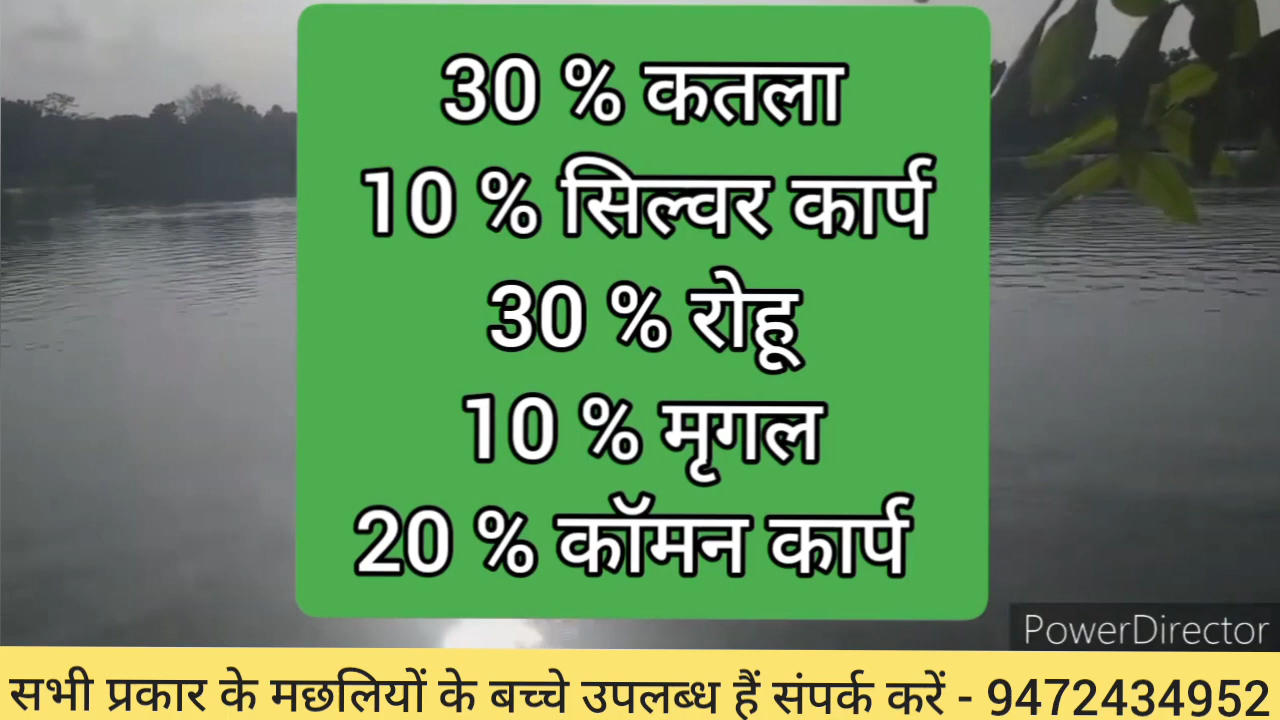 30 % कतला
10 % सिल्वर कार्प
30 % रोहू
10 % मृगल
20 % कॉमन कार्प
PowerDirector
सभी प्रकार के मछलियों के बच्चे उपलब्ध हैं संपर्क करें - 9472434952